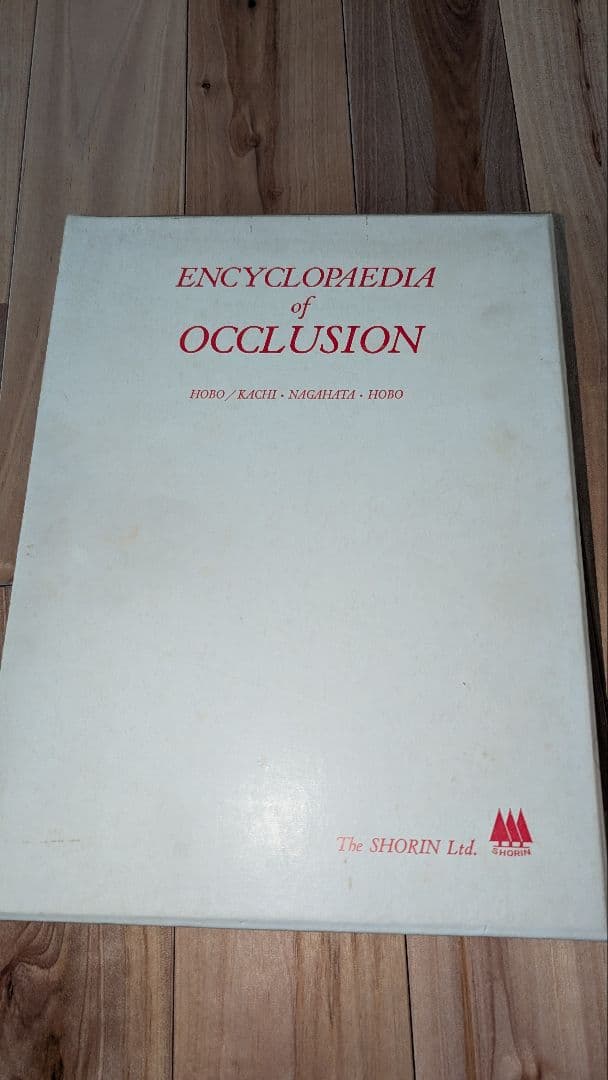 ENCYCLOPAEDIA
of
OCCLUSION
HOBO/KACHI・NAGAHATA・HOBO
The SHORIN Ltd.
SHORIN